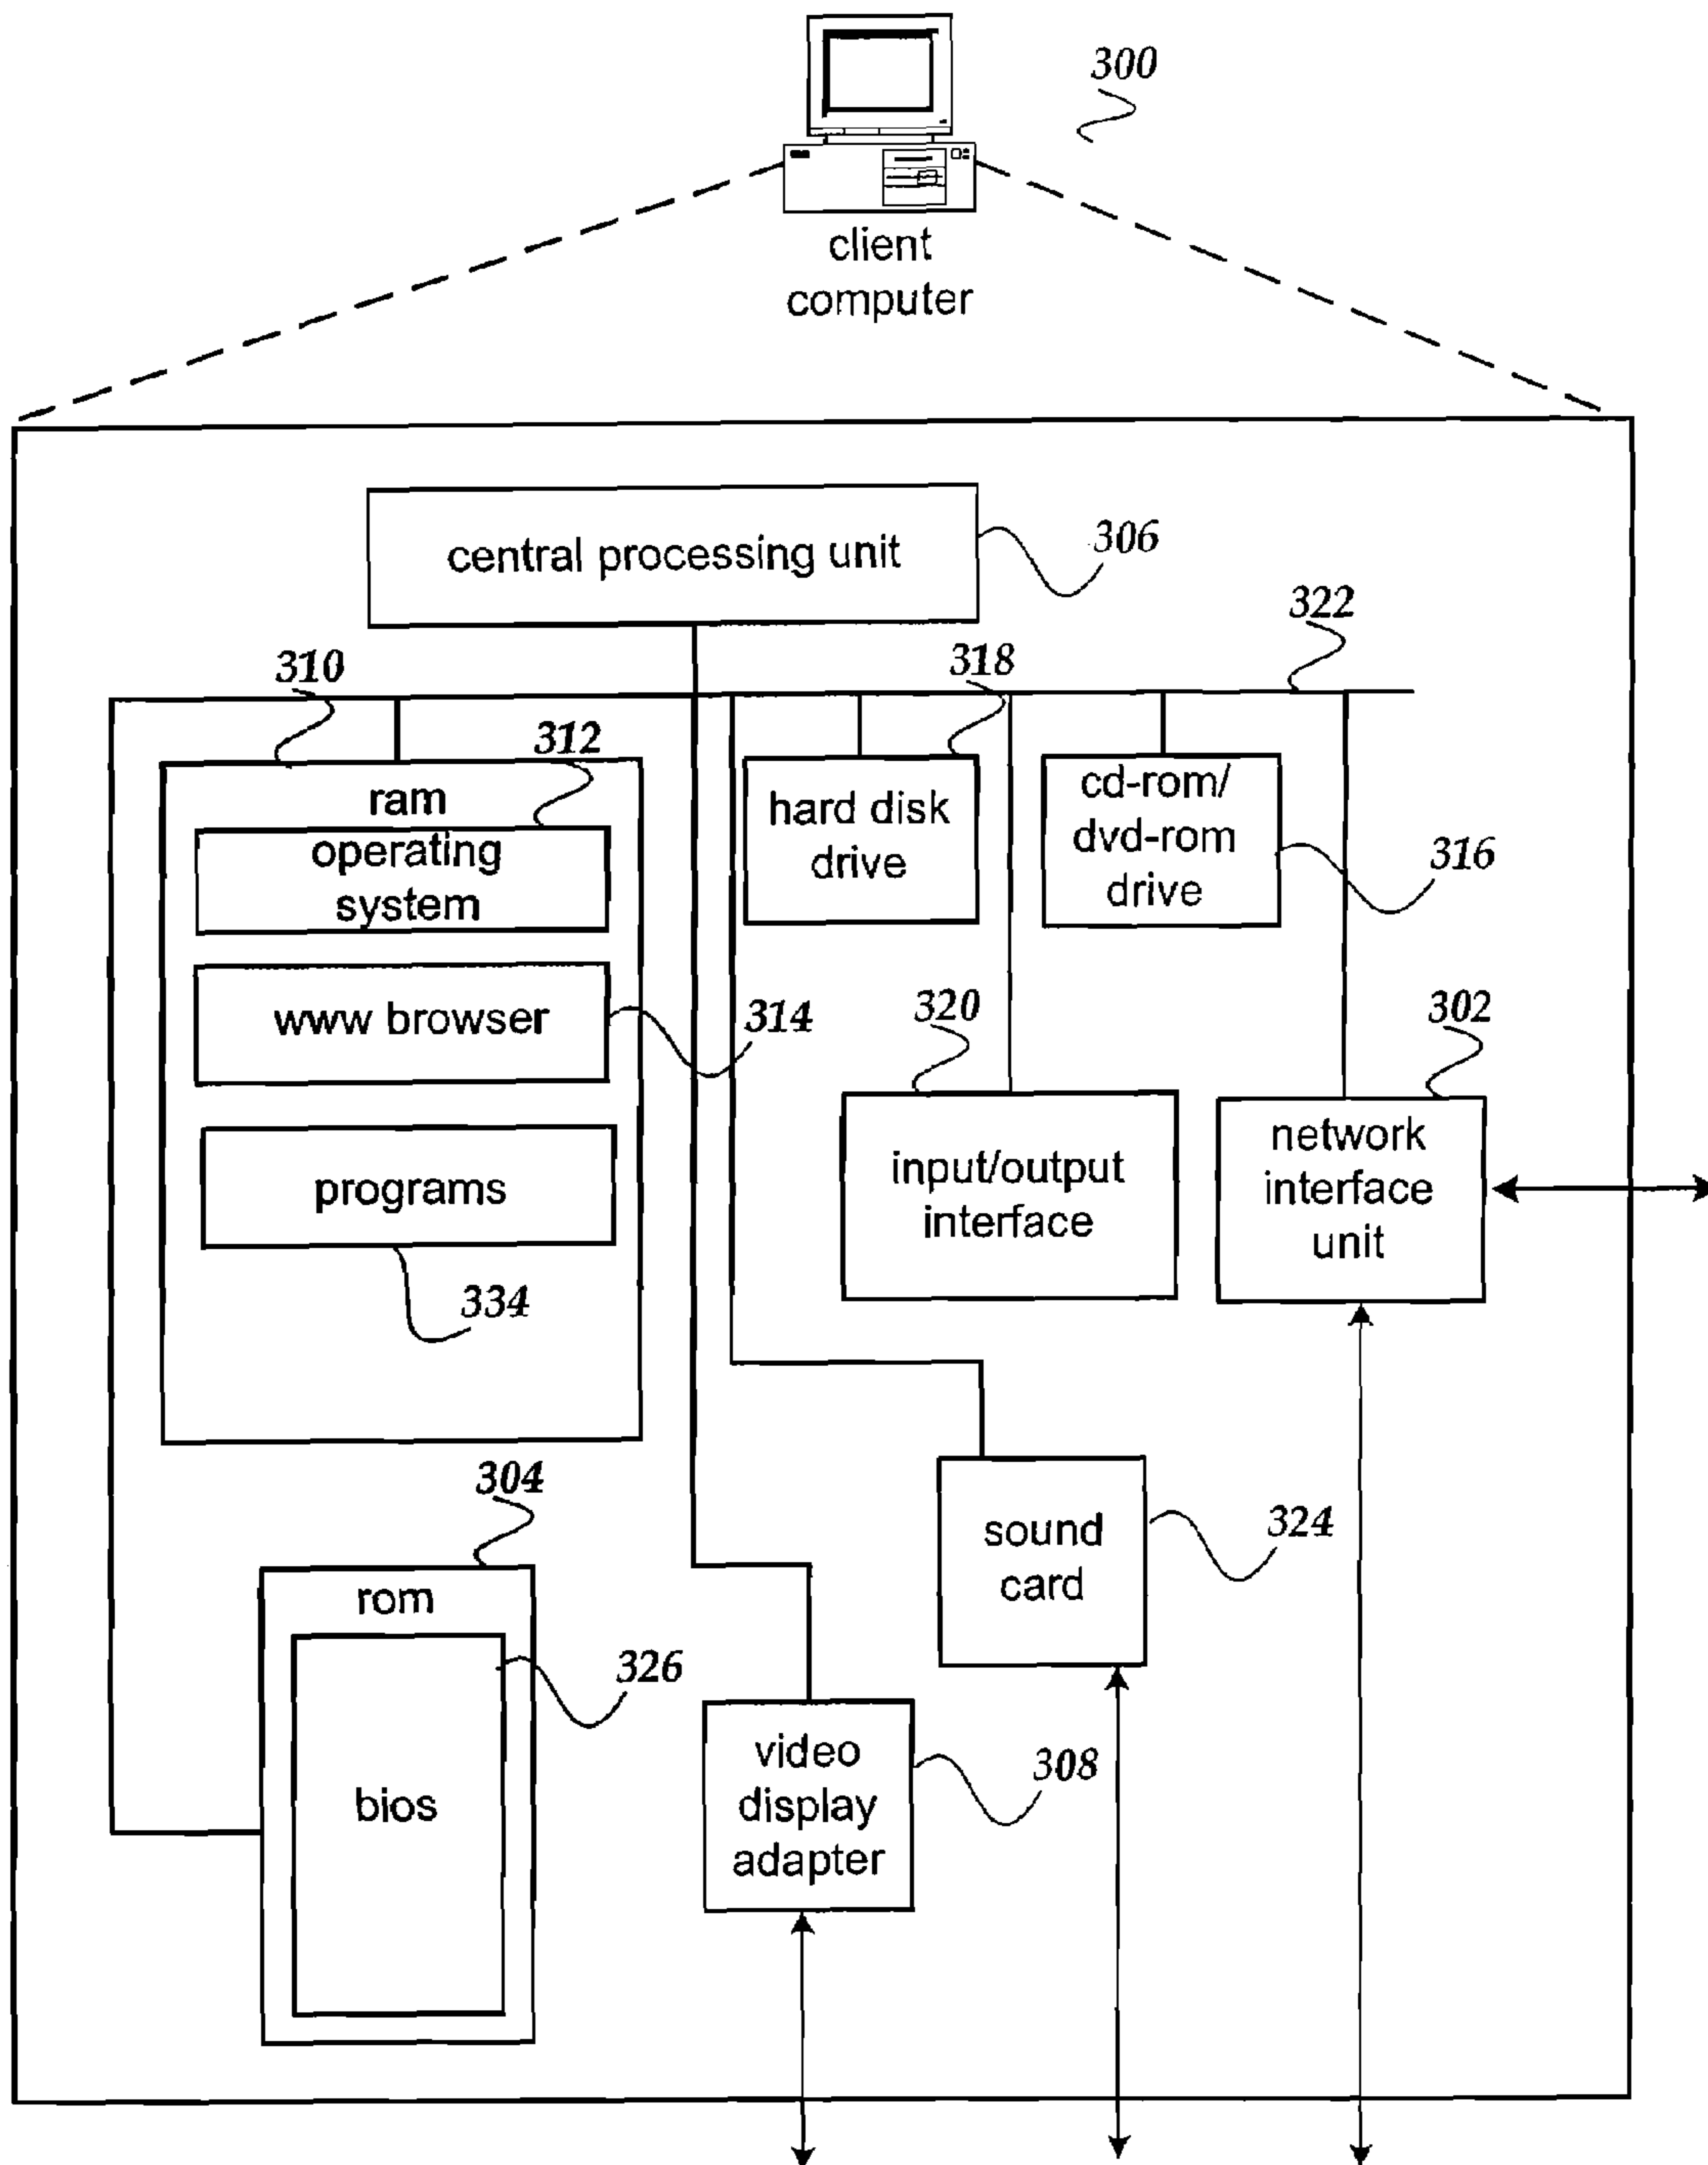 300
client
computer
central processing unit
306
322
310
318
312
ram
operating
system
hard disk
drive
cd-rom/
dvd-rom
drive
316
www browser
314
320
302
programs
334
input/output
interface
network
interface
unit
304
rom
sound
card
324
326
bios
video
display
adapter
308